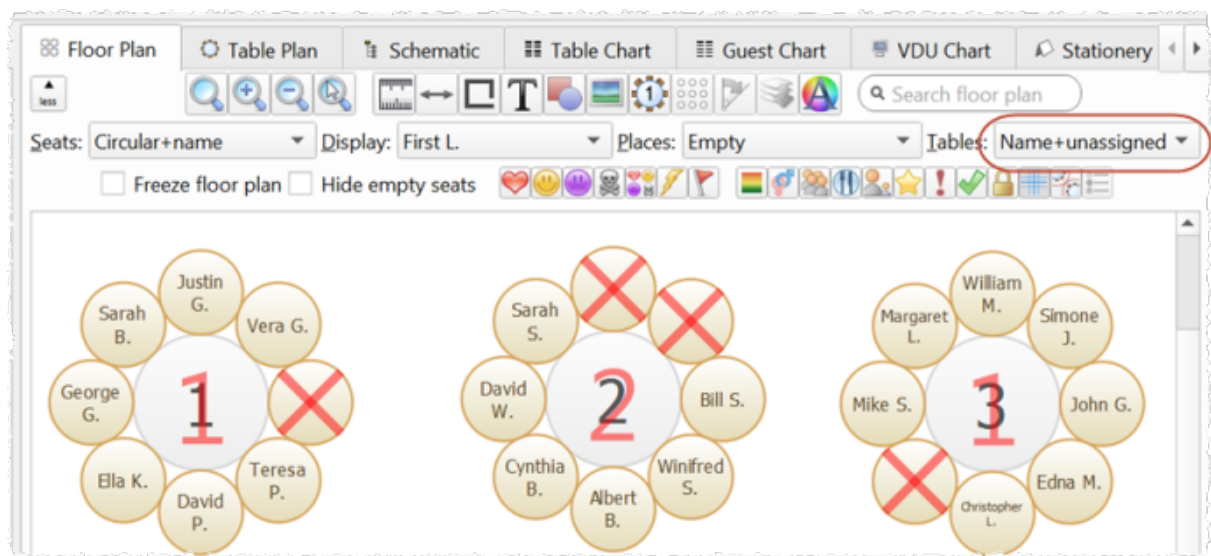 Floor Plan Table Plan Schematic Table Chart Guest Chart VDU Chart Stationery
less T 1 A Search floor plan
Seats: Circular+name Display: First L. Places: Empty Tables: Name+unassigned
Freeze floor plan Hide empty seats
Justin
G.
Vera G.
Sarah
B.
George
G.
1
1
Ella K.
David
P.
Teresa
P.
Sarah
S.
David
W.
2
2
Bill S.
Cynthia
B.
Albert
B.
Winifred
S.
William
M.
Margaret
L.
Simone
J.
Mike S.
3
1
John G.
Christopher
L.
Edna M.